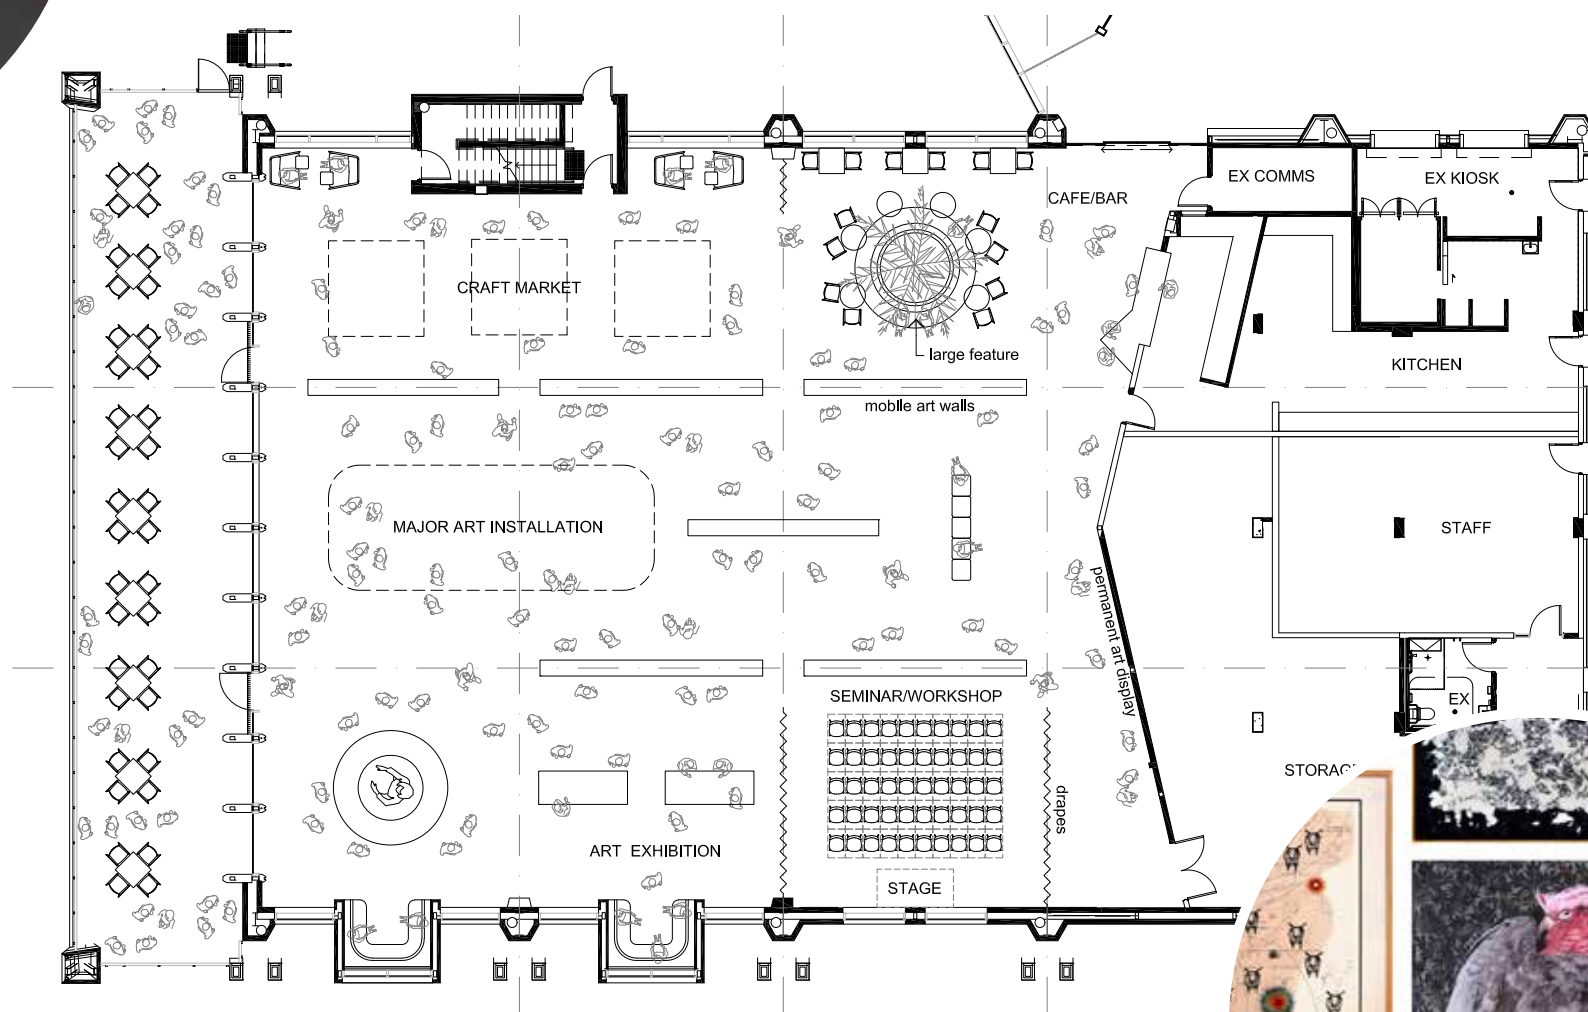 EX COMMS
EX KIOSK
CAFE/BAR
CRAFT MARKET
large feature
KITCHEN
mobile art walls
MAJOR ART INSTALLATION
STAFF
permanent art display
SEMINAR/WORKSHOP
EX
STORAG
drapes
ART EXHIBITION
STAGE